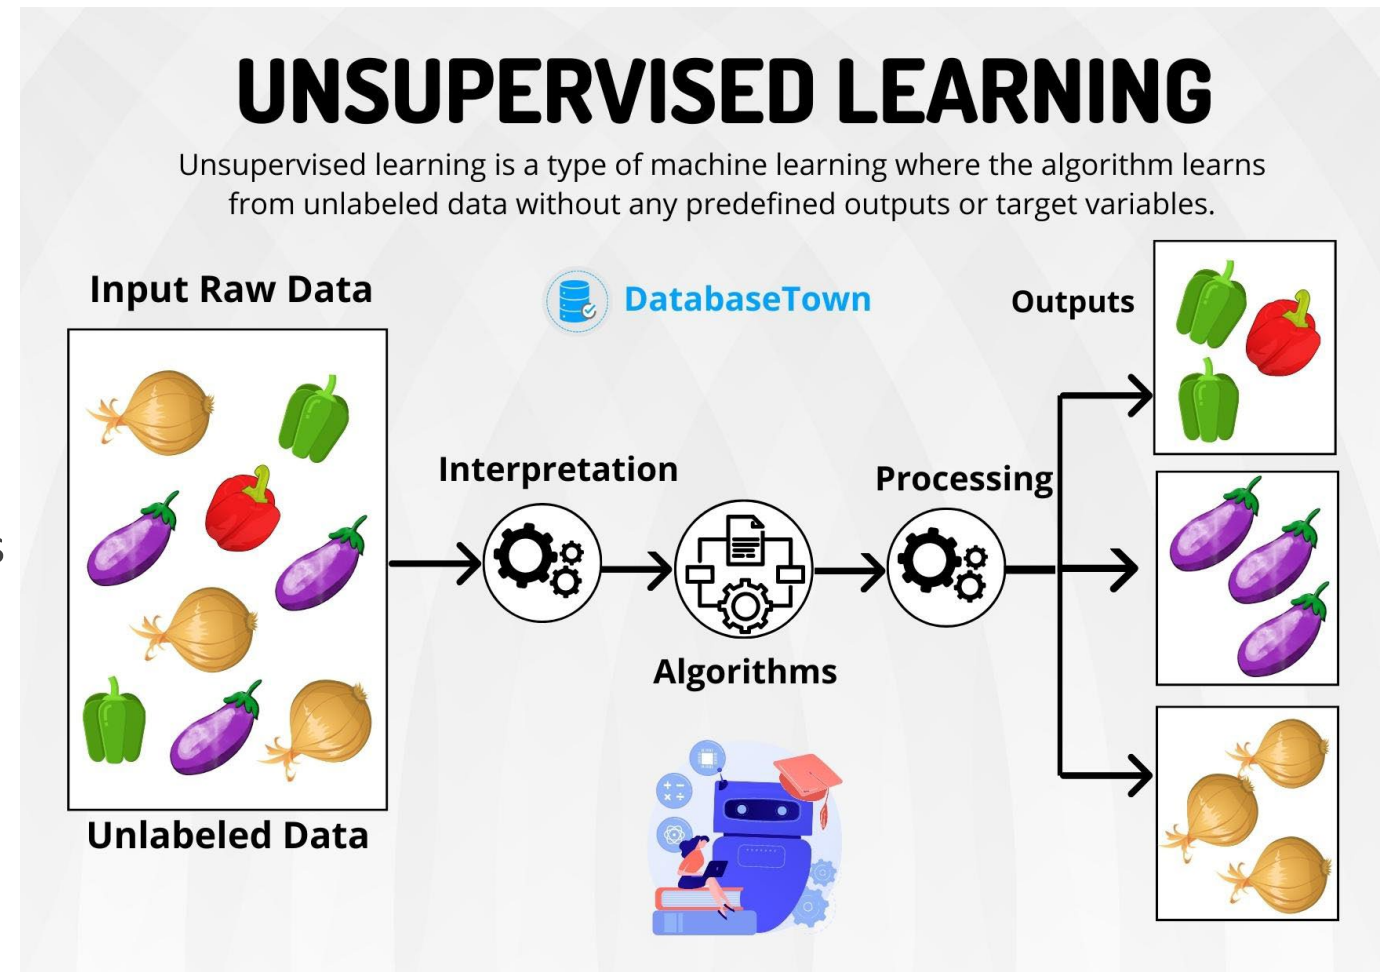 UNSUPERVISED LEARNING
Unsupervised learning is a type of machine learning where the algorithm learns
from unlabeled data without any predefined outputs or target variables.
Input Raw Data
DatabaseTown
Outputs
Interpretation
Processing
Algorithms
Unlabeled Data